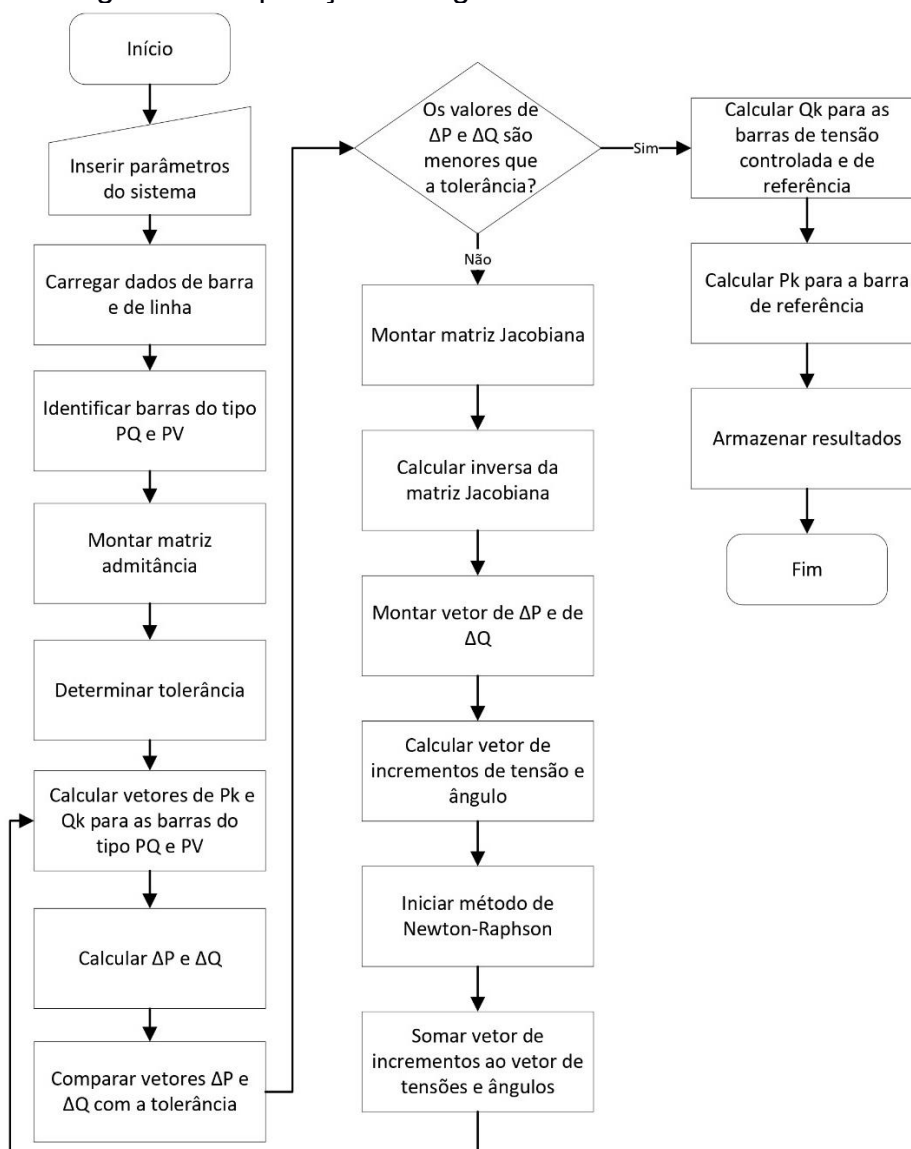 Início
Inserir parâmetros
do sistema
Carregar dados de barra
e de linha
Identificar barras do tipo
PQ e PV
Montar matriz
admitância
Determinar tolerância
Calcular vetores de Pk e
Qk para as barras do
tipo PQ e PV
Calcular ΔP e ΔQ
Comparar vetores ΔP e
ΔQ com a tolerância
Os valores de
ΔP e ΔQ são
menores que
a tolerância?
Sim
Não
Montar matriz Jacobiana
Calcular inversa da
matriz Jacobiana
Montar vetor de ΔP e de
ΔQ
Calcular vetor de
incrementos de tensão e
ângulo
Iniciar método de
Newton-Raphson
Somar vetor de
incrementos ao vetor de
tensões e ângulos
Calcular Qk para as
barras de tensão
controlada e de
referência
Calcular Pk para a barra
de referência
Armazenar resultados
Fim